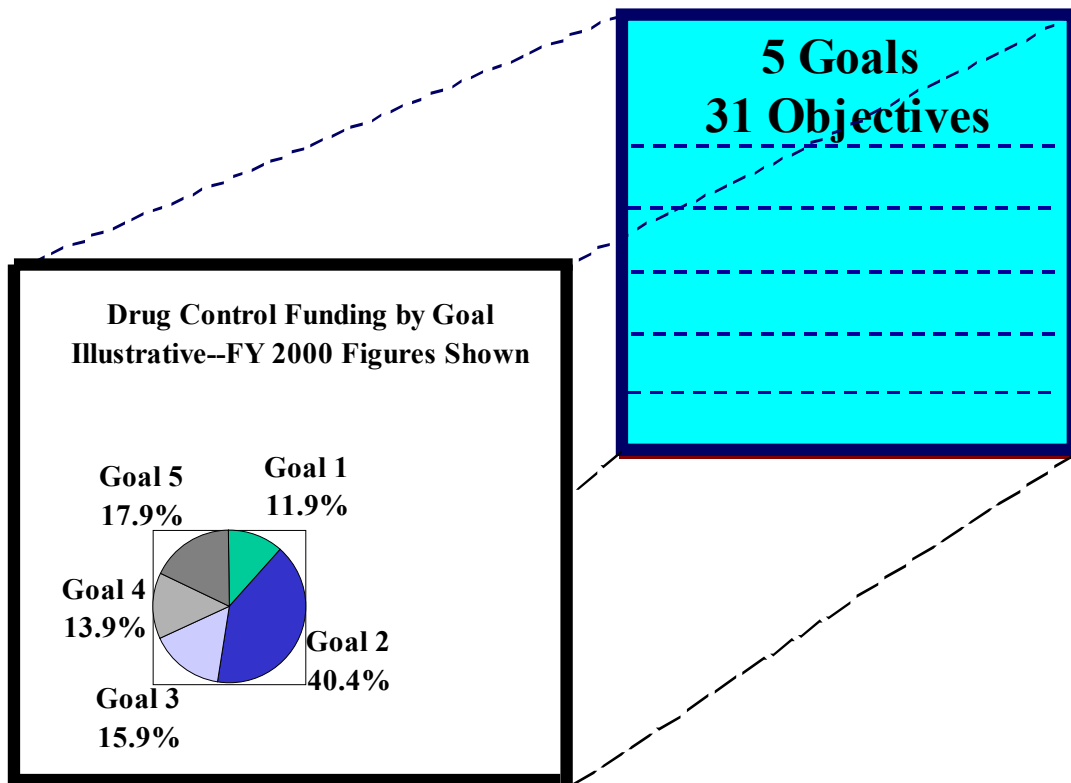 5 Goals
31 Objectives
Drug Control Funding by Goal
Illustrative--FY 2000 Figures Shown
Goal 1
11.9%
Goal 5
17.9%
Goal 4
13.9%
Goal 2
40.4%
Goal 3
15.9%